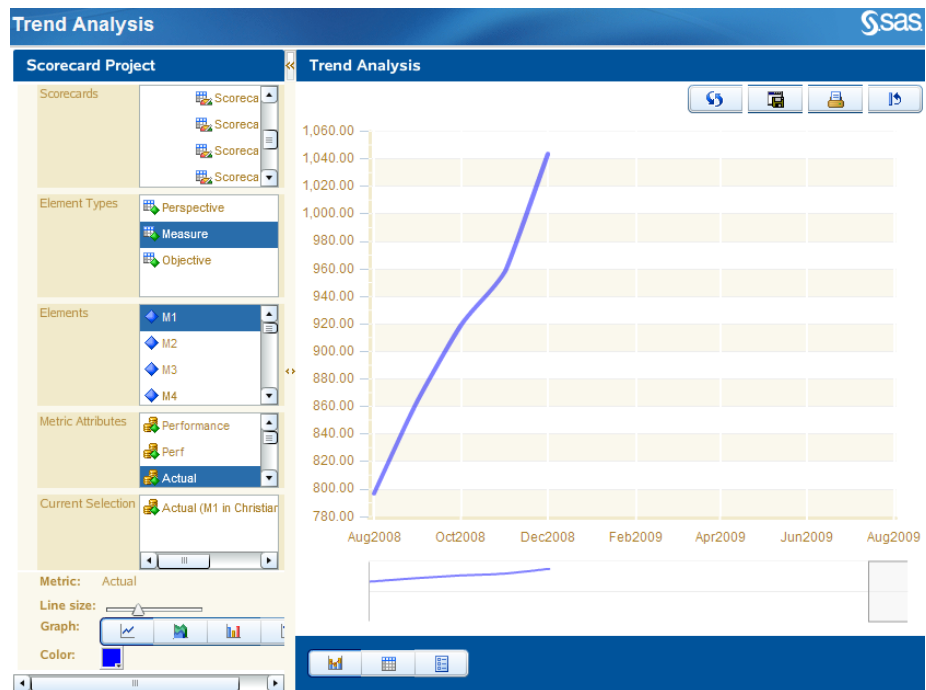 Trend Analysis
sas
Scorecard Project
Trend Analysis
Scorecards
Scoreca
Scoreca
Scoreca
Scoreca
Element Types
Perspective
Measure
Objective
Elements
M1
M2
M3
M4
Metric Attributes
Performance
Perf
Actual
Current Selection
Actual (M1 in Christian
Metric: Actual
Line size:
Graph:
Color:
1,060.00
1,040.00
1,020.00
1,000.00
980.00
960.00
940.00
920.00
900.00
880.00
860.00
840.00
820.00
800.00
780.00
Aug2008 Oct2008 Dec2008 Feb2009 Apr2009 Jun2009 Aug2009